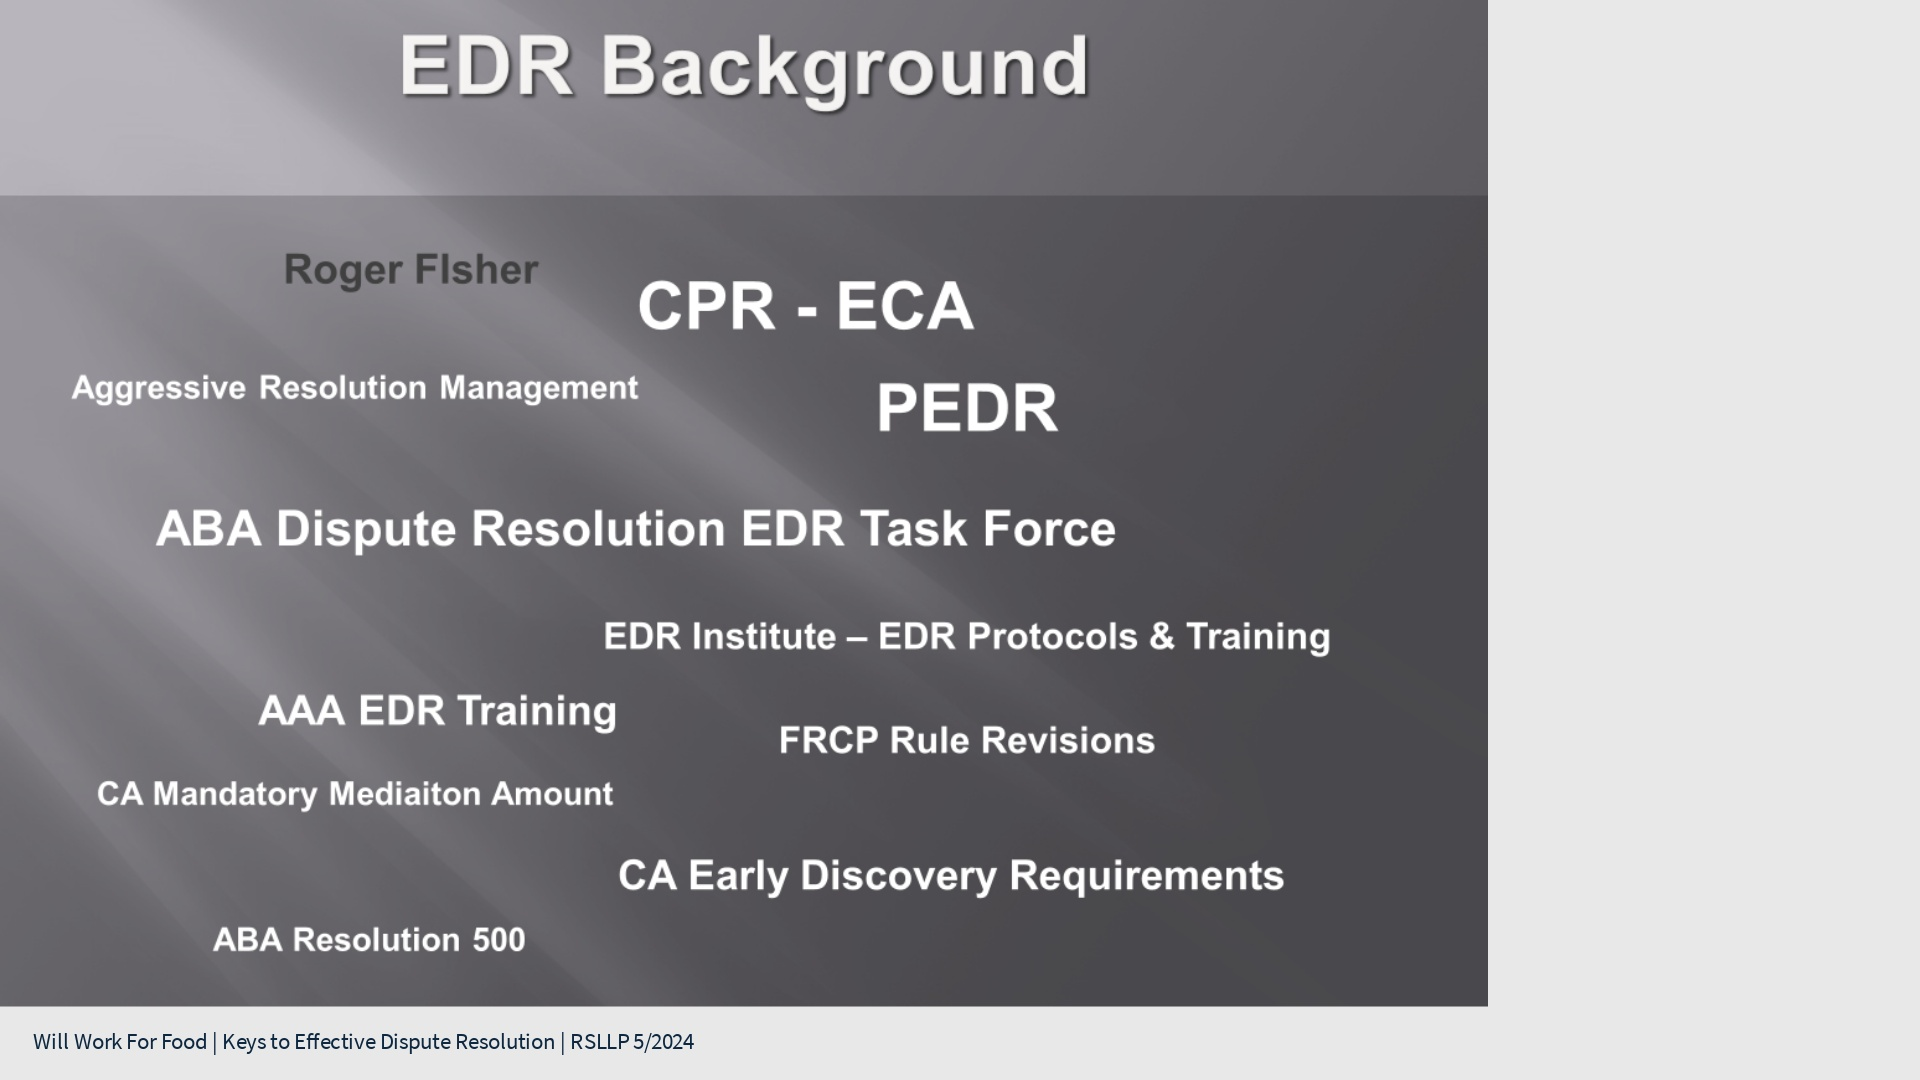 EDR Background
Roger FIsher
CPR - ECA
Aggressive Resolution Management
PEDR
ABA Dispute Resolution EDR Task Force
EDR Institute – EDR Protocols & Training
AAA EDR Training
FRCP Rule Revisions
CA Mandatory Mediaiton Amount
CA Early Discovery Requirements
ABA Resolution 500
Will Work For Food | Keys to Effective Dispute Resolution | RSLLP 5/2024